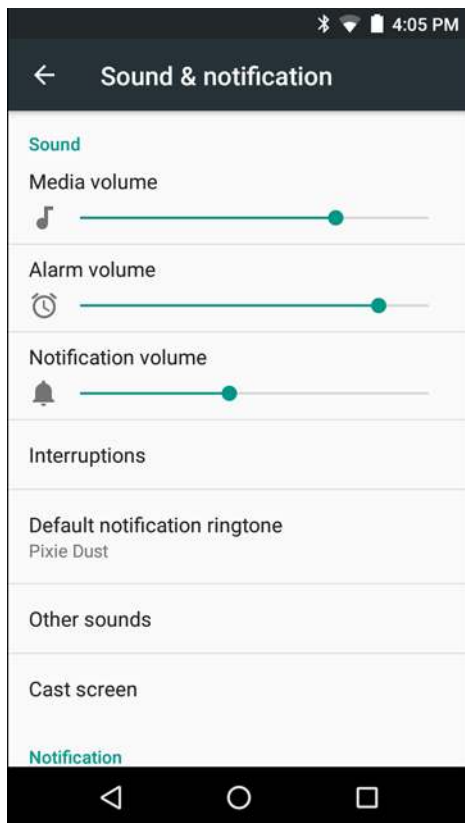 4:05 PM
Sound & notification
Sound
Media volume
Alarm volume
Notification volume
Interruptions
Default notification ringtone
Pixie Dust
Other sounds
Cast screen
Notification